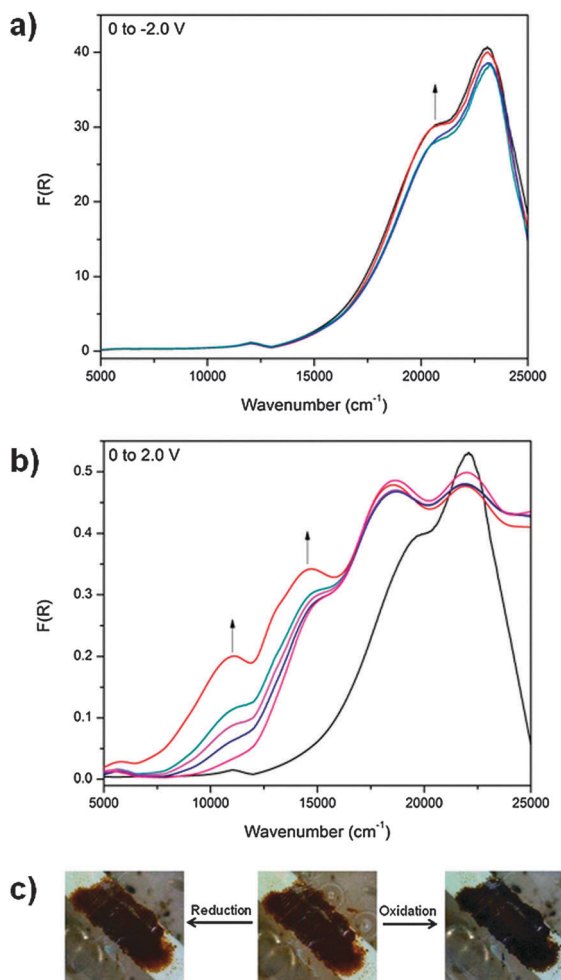 a)
0 to -2.0 V
40
30
20
10
0
F(R)
5000 10000 15000 20000 25000
Wavenumber (cm⁻¹)
b)
0 to 2.0 V
0.5
0.4
0.3
0.2
0.1
0.0
F(R)
5000 10000 15000 20000 25000
Wavenumber (cm⁻¹)
c)
Reduction Oxidation